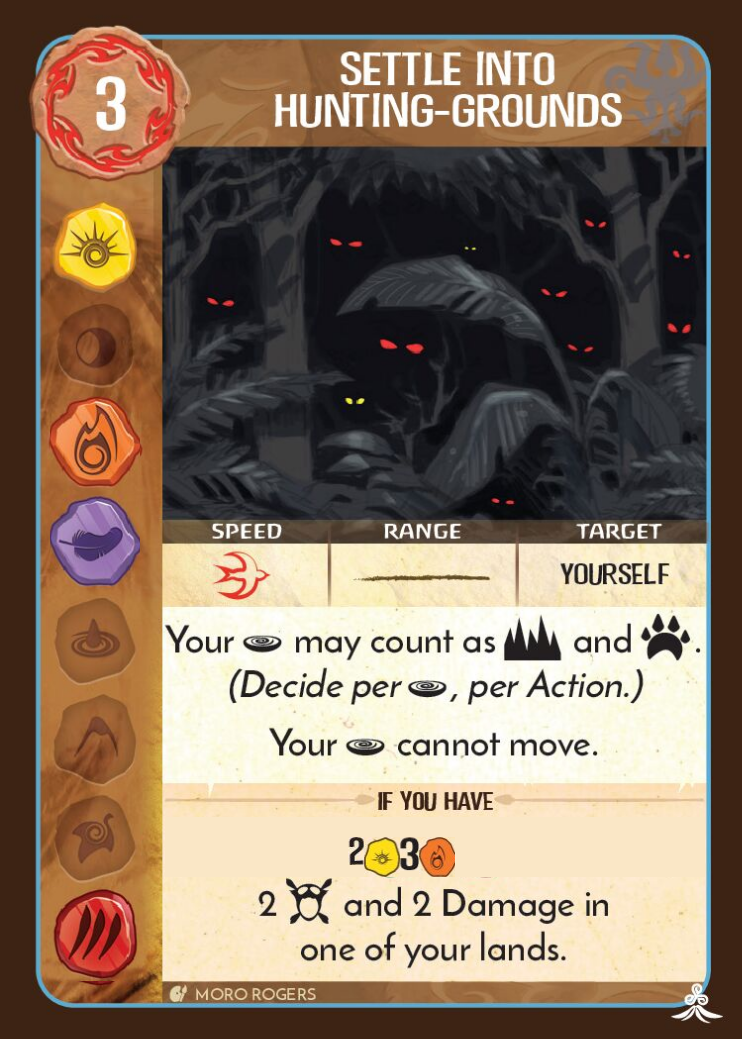 3
SETTLE INTO
HUNTING-GROUNDS
SPEED RANGE TARGET
YOURSELF
Your may count as and .
(Decide per , per Action.)
Your cannot move.
IF YOU HAVE
2 3
2 and 2 Damage in
one of your lands.
MORO ROGERS